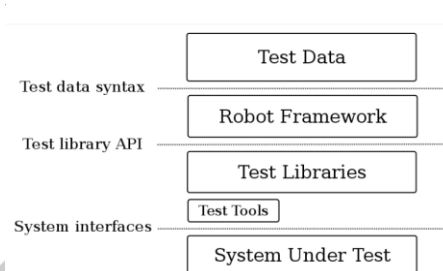 Test Data
Test data syntax
Robot Framework
Test library API
Test Libraries
Test Tools
System interfaces
System Under Test